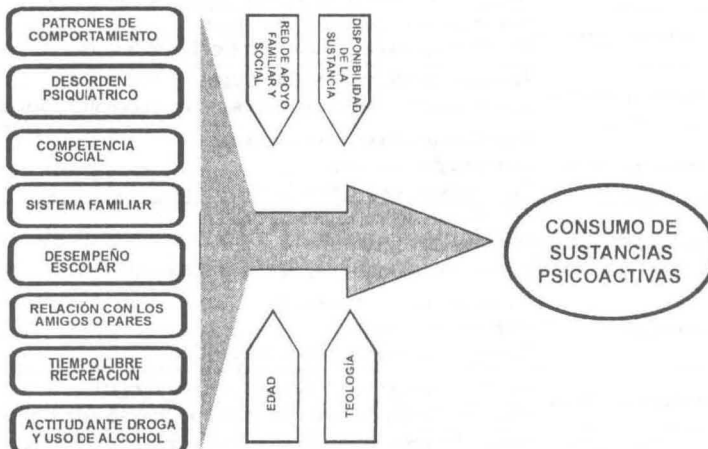 PATRONES DE
COMPORTAMIENTO
DESORDEN
PSIQUIATRICO
COMPETENCIA
SOCIAL
SISTEMA FAMILIAR
DESEMPEÑO
ESCOLAR
RELACIÓN CON LOS
AMIGOS O PARES
TIEMPO LIBRE
RECREACION
ACTITUD ANTE DROGA
Y USO DE ALCOHOL
RED DE APOYO
FAMILIAR Y
SOCIAL
DISPONIBILIDAD
DE LA
SUSTANCIA
EDAD
TEOLOGÍA
CONSUMO DE
SUSTANCIAS
PSICOACTIVAS